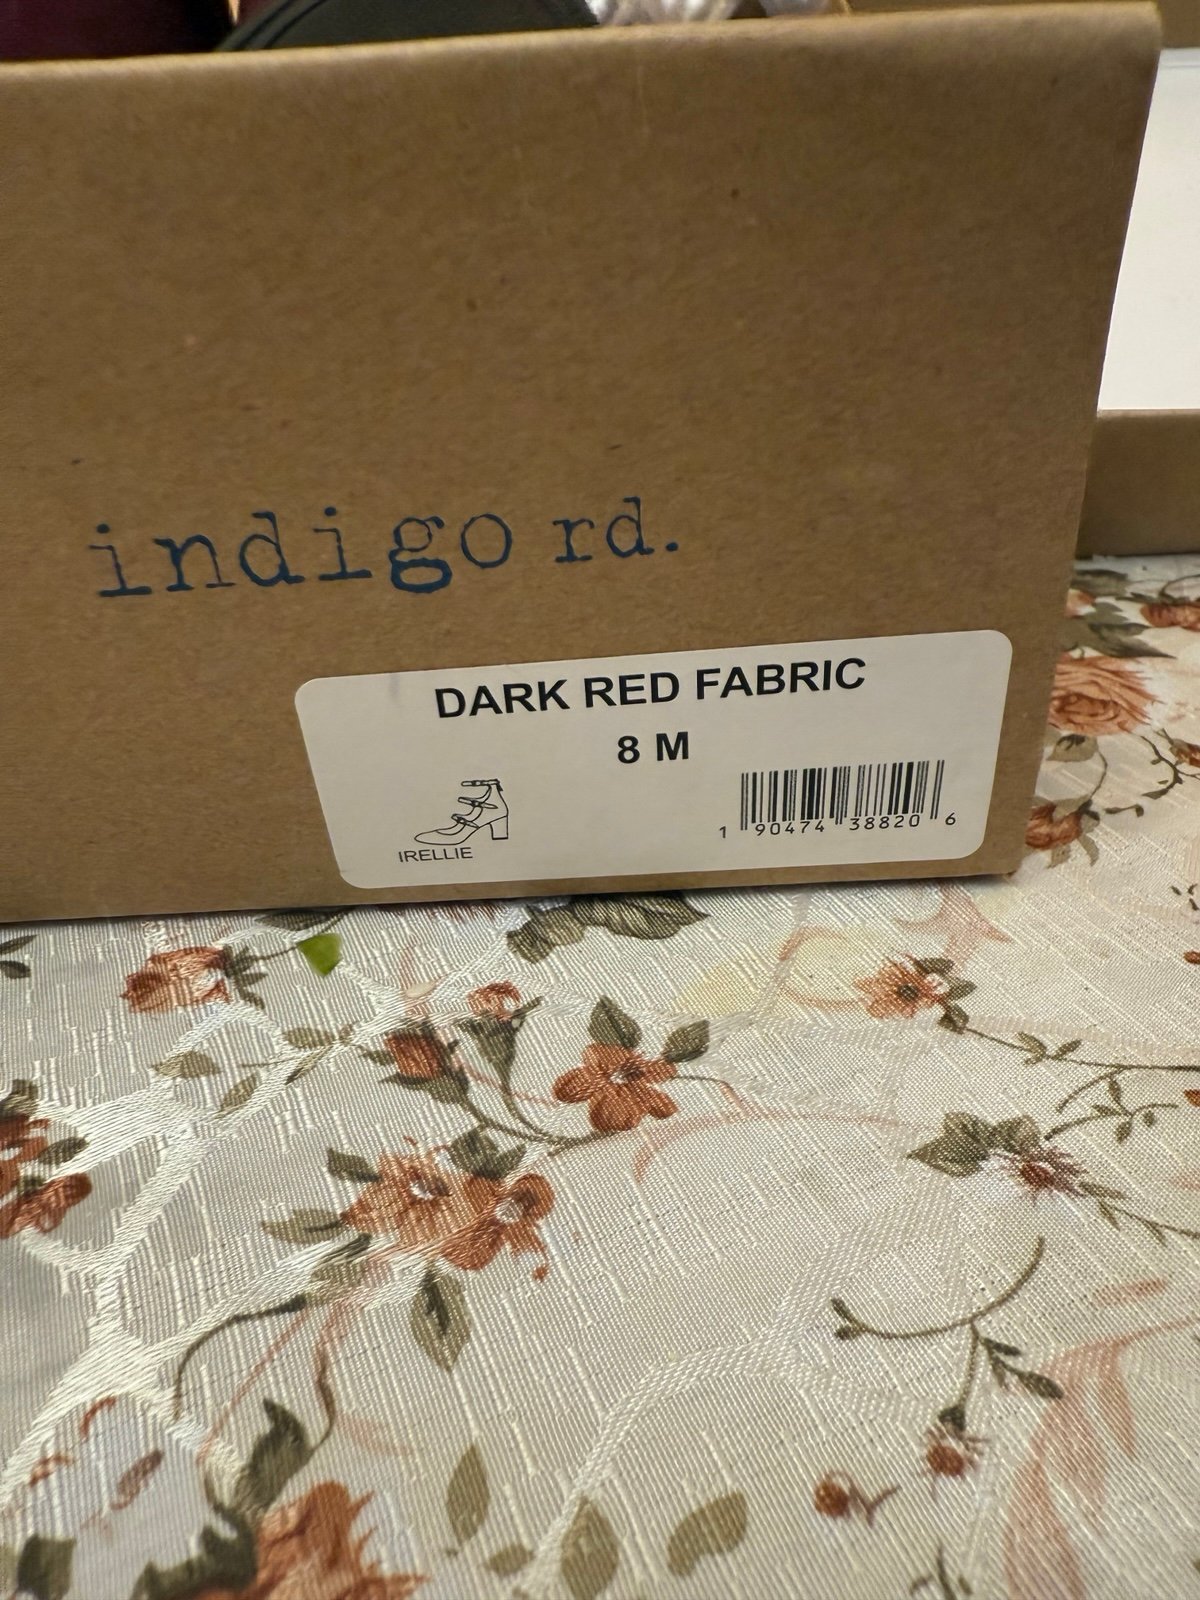 indigo rd.
DARK RED FABRIC
8 M
IRELLIE
1 90474 38820 6